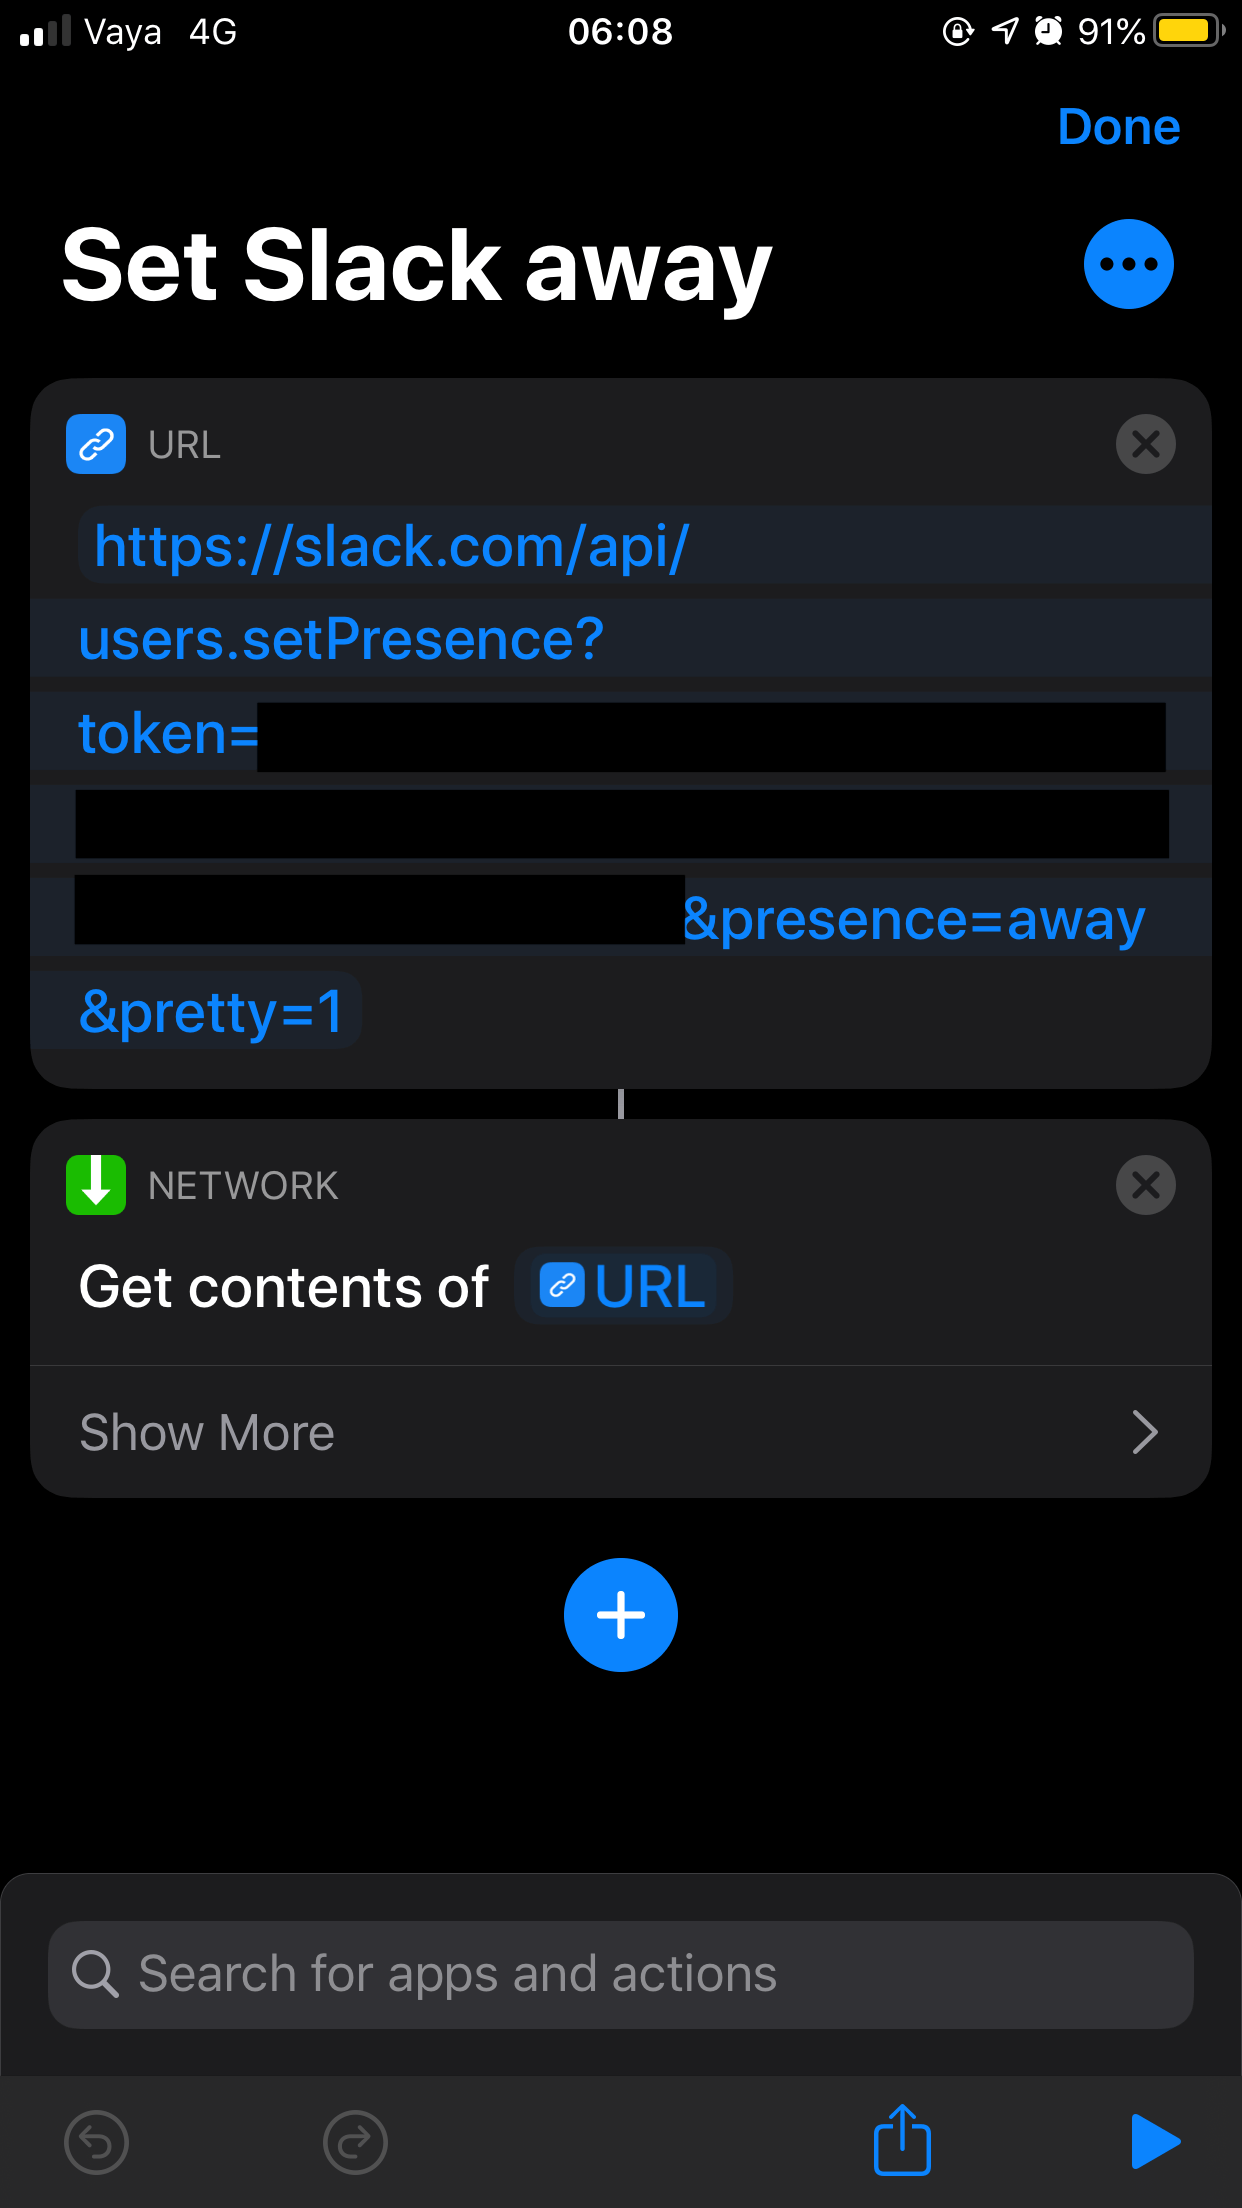 Vaya 4G 06:08 91%
Done
Set Slack away
URL
https://slack.com/api/
users.setPresence?
token=
&presence=away
&pretty=1
NETWORK
Get contents of URL
Show More
Search for apps and actions